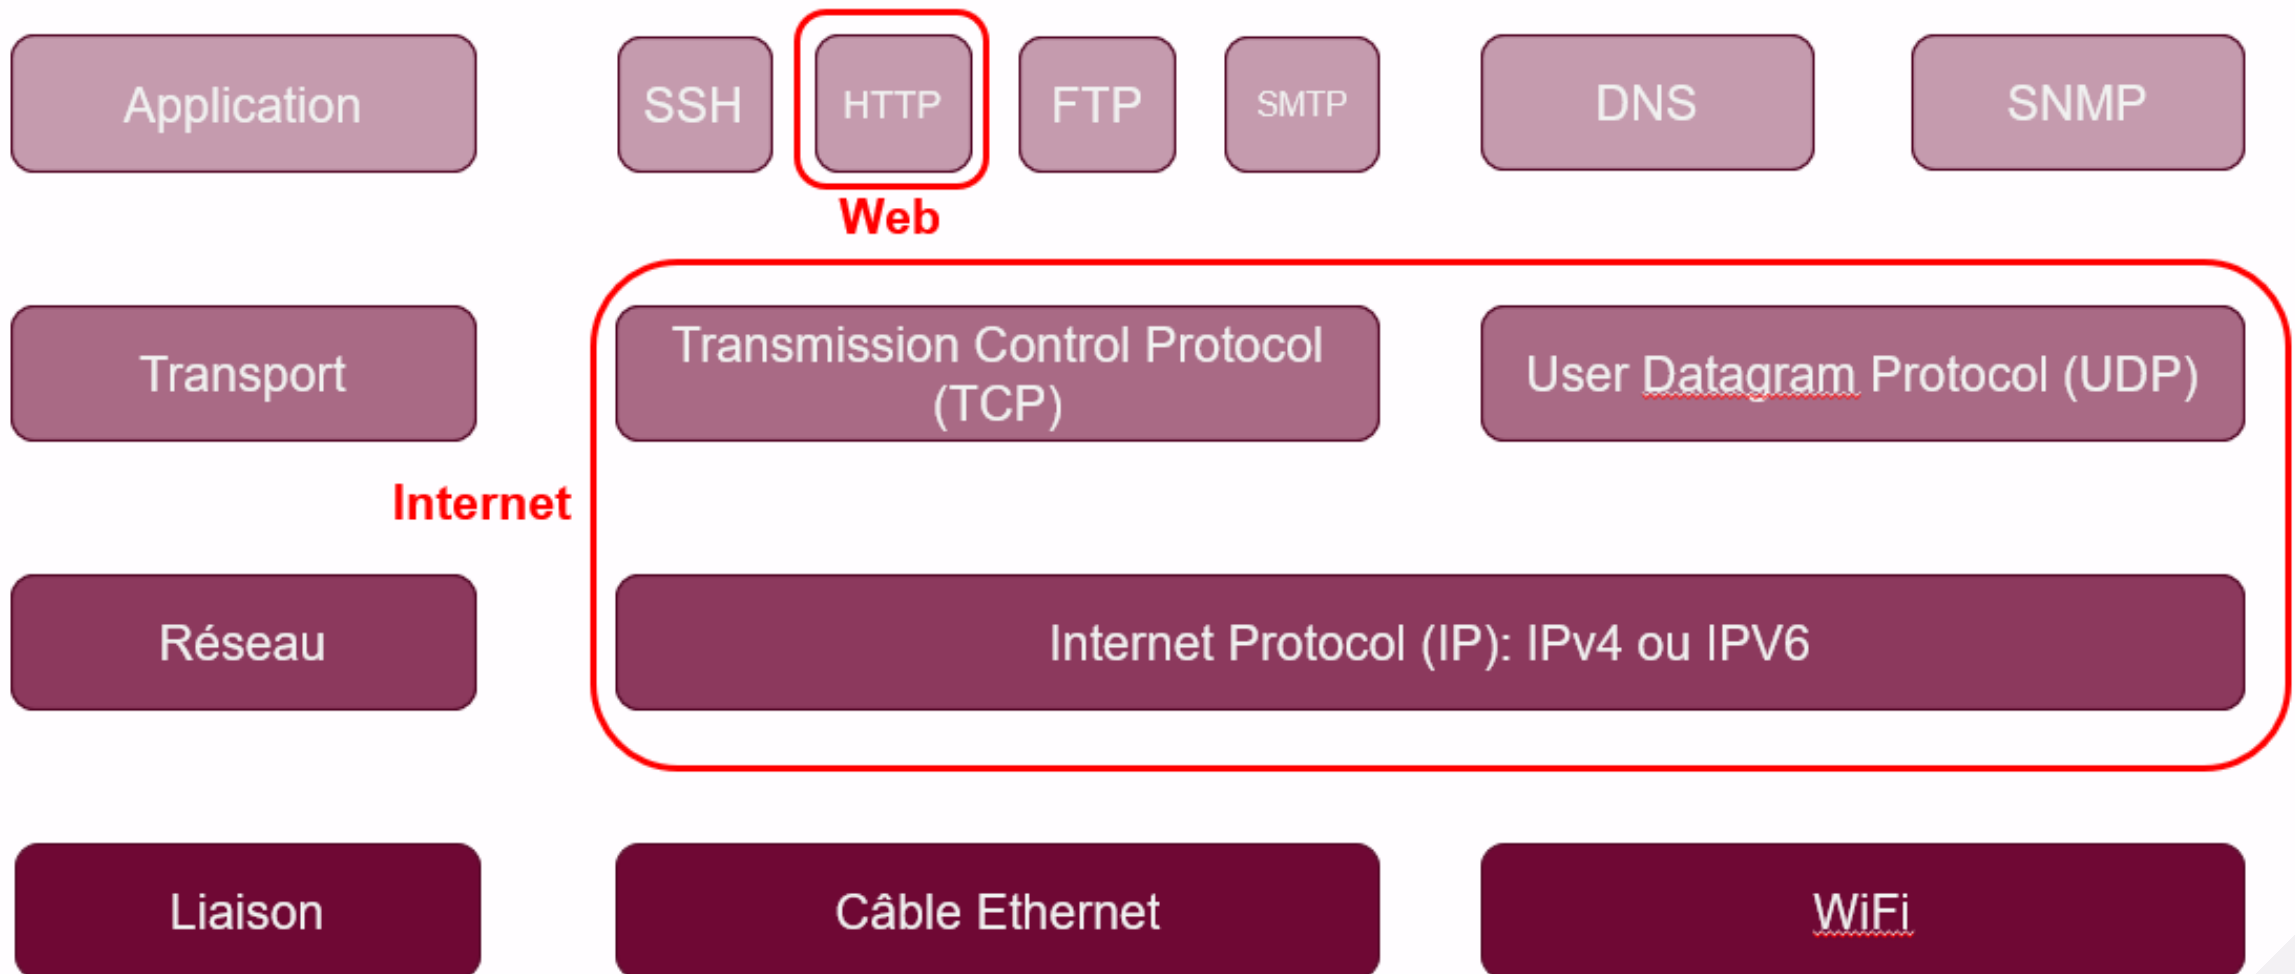 Application
SSH
HTTP
FTP
SMTP
DNS
SNMP
Web
Transport
Transmission Control Protocol
(TCP)
User Datagram Protocol (UDP)
Internet
Réseau
Internet Protocol (IP): IPv4 ou IPV6
Liaison
Câble Ethernet
WiFi